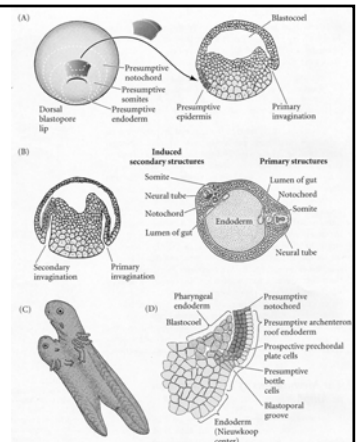 (A)
Blastocoel
Presumptive
notochord
Presumptive
somites
Presumptive
endoderm
Dorsal
blastopore
lip
Presumptive
epidermis
Primary
invagination
(B)
Induced
secondary structures
Primary structures
Somite
Neural tube
Notochord
Lumen of gut
Endoderm
Lumen of gut
Notochord
Somite
Neural tube
Secondary
invagination
Primary
invagination
(C)
(D)
Pharyngeal
endoderm
Blastocoel
Presumptive
notochord
Presumptive archenteron
roof endoderm
Prospective prechordal
plate cells
Presumptive
bottle
cells
Blastoporal
groove
Endoderm
(Nieuwkoop
center)